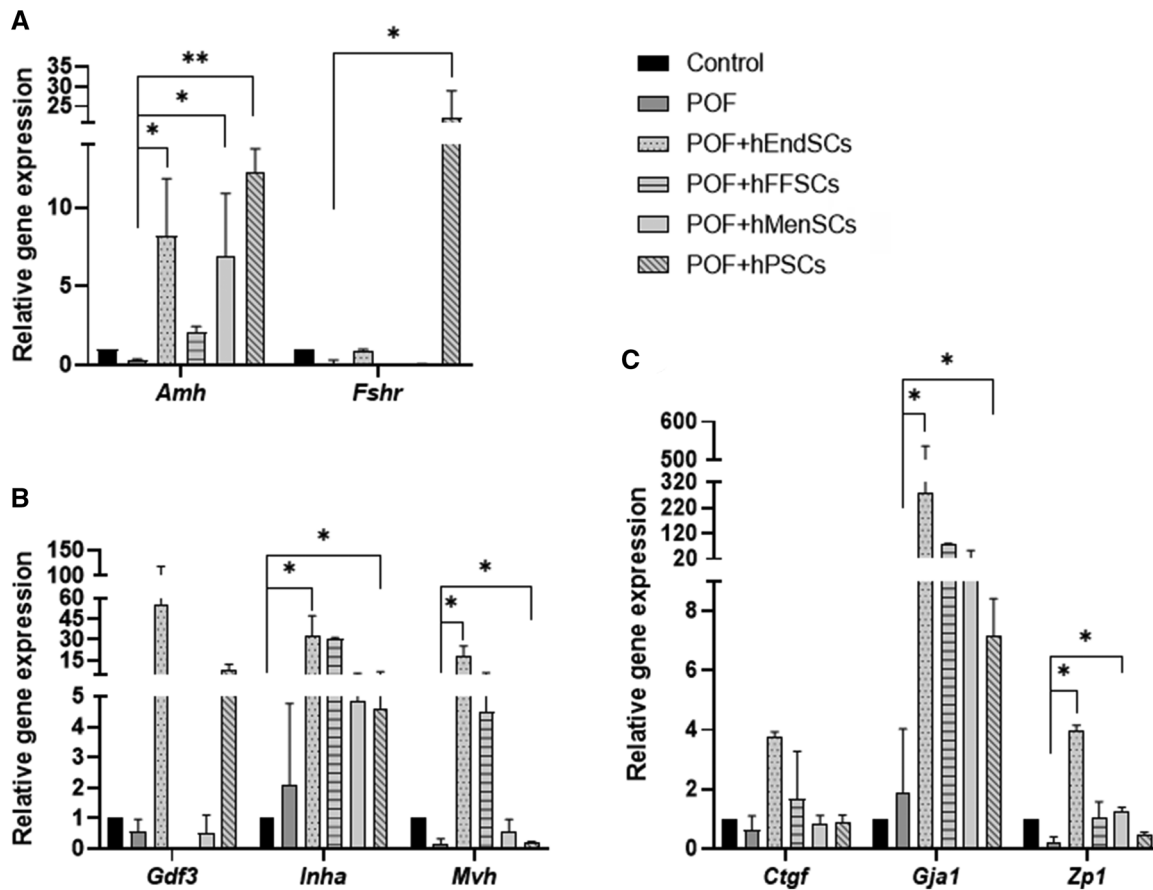 A
Relative gene expression
35
30
25
10
5
0
**
*
*
*
Amh Fshr
Control
POF
POF+hEndSCs
POF+hFFSCs
POF+hMenSCs
POF+hPSCs
B
Relative gene expression
150
100
60
45
30
15
5
4
3
2
1
0
*
*
*
*
Gdf3 Inha Mvh
C
Relative gene expression
600
500
320
220
120
20
8
6
4
2
0
*
*
*
*
Ctgf Gja1 Zp1